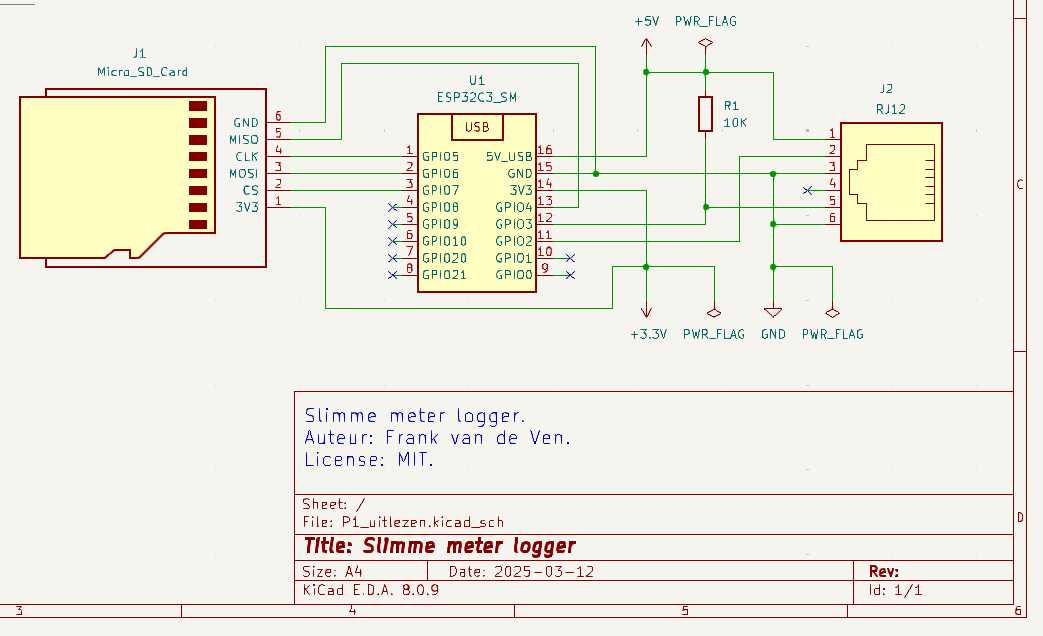 +5V PWR_FLAG
J1
Micro_SD_Card
GND 6
MISO 5
CLK 4
MOSI 3
CS 2
3V3 1
U1
ESP32C3_SM
USB
1 GPIO5 5V_USB 16
2 GPIO6 GND 15
3 GPIO7 3V3 14
4 GPIO8 GPIO4 13
5 GPIO9 GPIO3 12
6 GPIO10 GPIO2 11
7 GPIO20 GPIO1 10
8 GPIO21 GPIO0 9
R1
10K
J2
RJ12
1
2
3
4
5
6
+3.3V PWR_FLAG GND PWR_FLAG
C
Slimme meter logger.
Auteur: Frank van de Ven.
License: MIT.
Sheet: /
File: P1_uitlezen.kicad_sch
D
Title: Slimme meter logger
Size: A4 Date: 2025-03-12 Rev:
KiCad E.D.A. 8.0.9 Id: 1/1
3 4 5 6